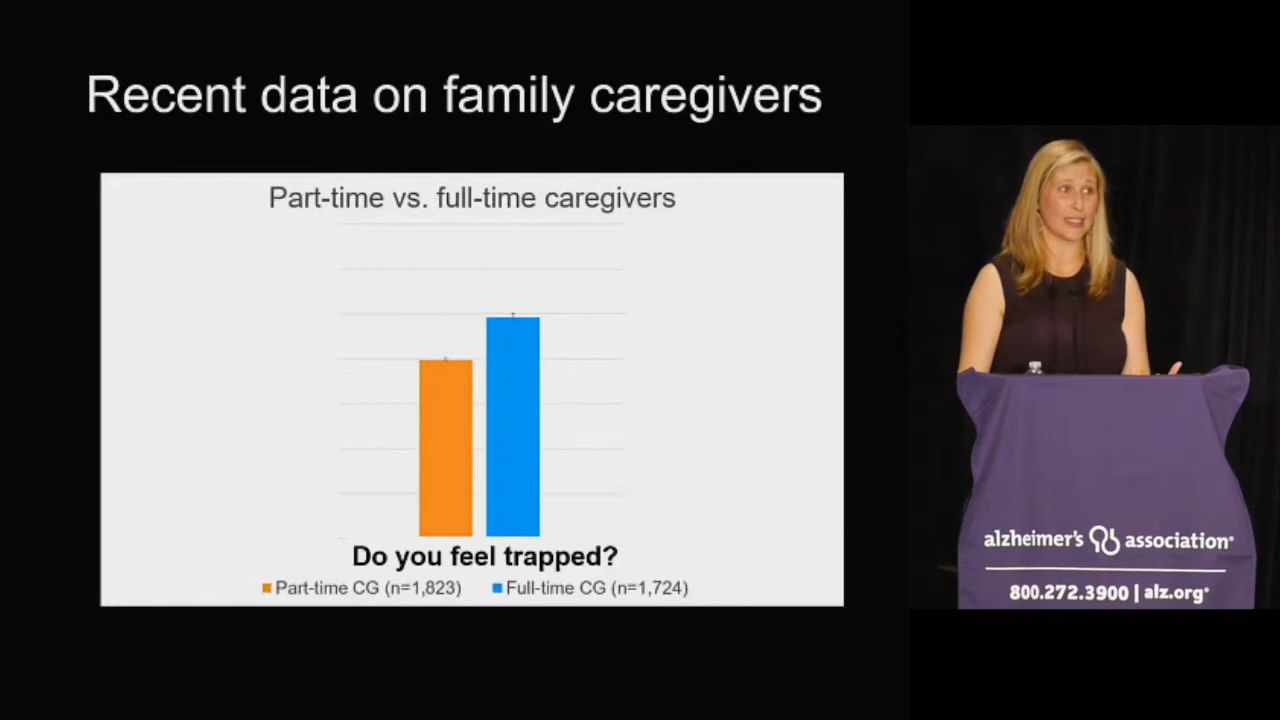 Recent data on family caregivers
Part-time vs. full-time caregivers
Do you feel trapped?
Part-time CG (n=1,823) Full-time CG (n=1,724)
alzheimer's association®
800.272.3900 | alz.org®